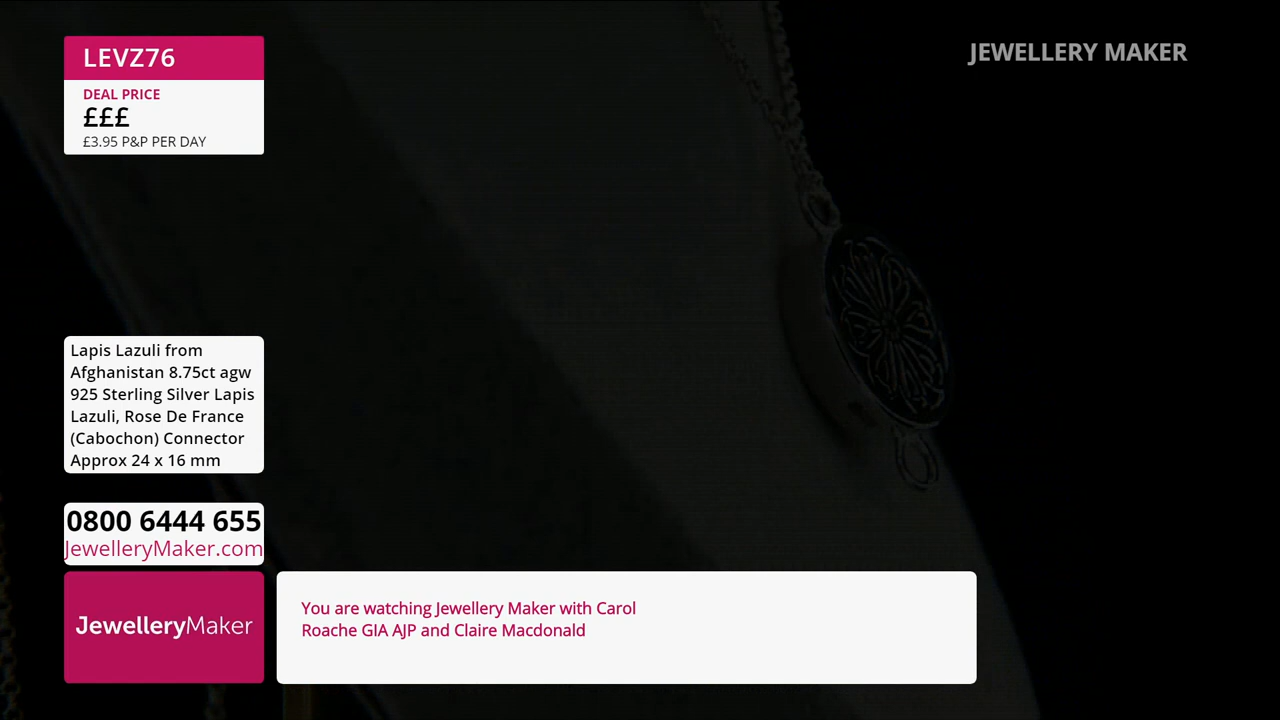 LEVZ76
DEAL PRICE
£££
£3.95 P&P PER DAY
JEWELLERY MAKER
Lapis Lazuli from
Afghanistan 8.75ct agw
925 Sterling Silver Lapis
Lazuli, Rose De France
(Cabochon) Connector
Approx 24 x 16 mm
0800 6444 655
JewelleryMaker.com
JewelleryMaker
You are watching Jewellery Maker with Carol
Roache GIA AJP and Claire Macdonald